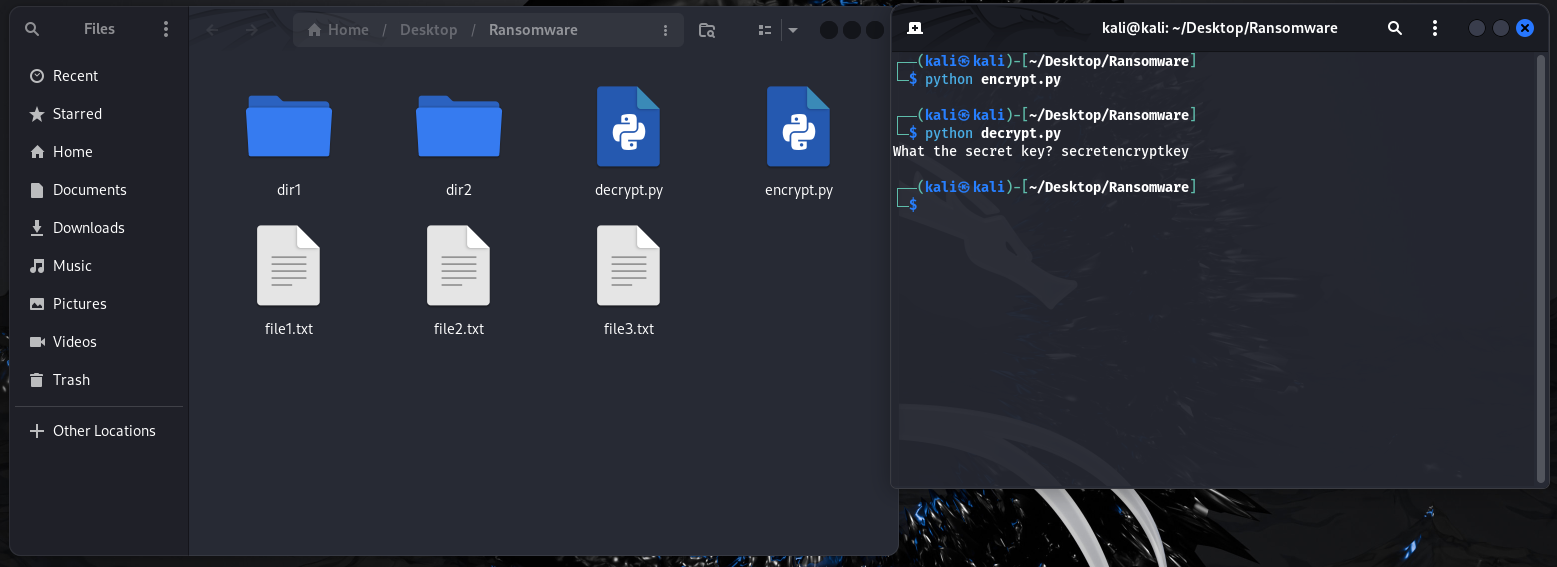 Files
Home / Desktop / Ransomware
Recent
Starred
Home
Documents
Downloads
Music
Pictures
Videos
Trash
Other Locations
dir1
dir2
decrypt.py
encrypt.py
file1.txt
file2.txt
file3.txt
kali@kali: ~/Desktop/Ransomware
┌──(kali㉿kali)-[~/Desktop/Ransomware]
└─$ python encrypt.py
┌──(kali㉿kali)-[~/Desktop/Ransomware]
└─$ python decrypt.py
What the secret key? secretencryptkey
┌──(kali㉿kali)-[~/Desktop/Ransomware]
└─$